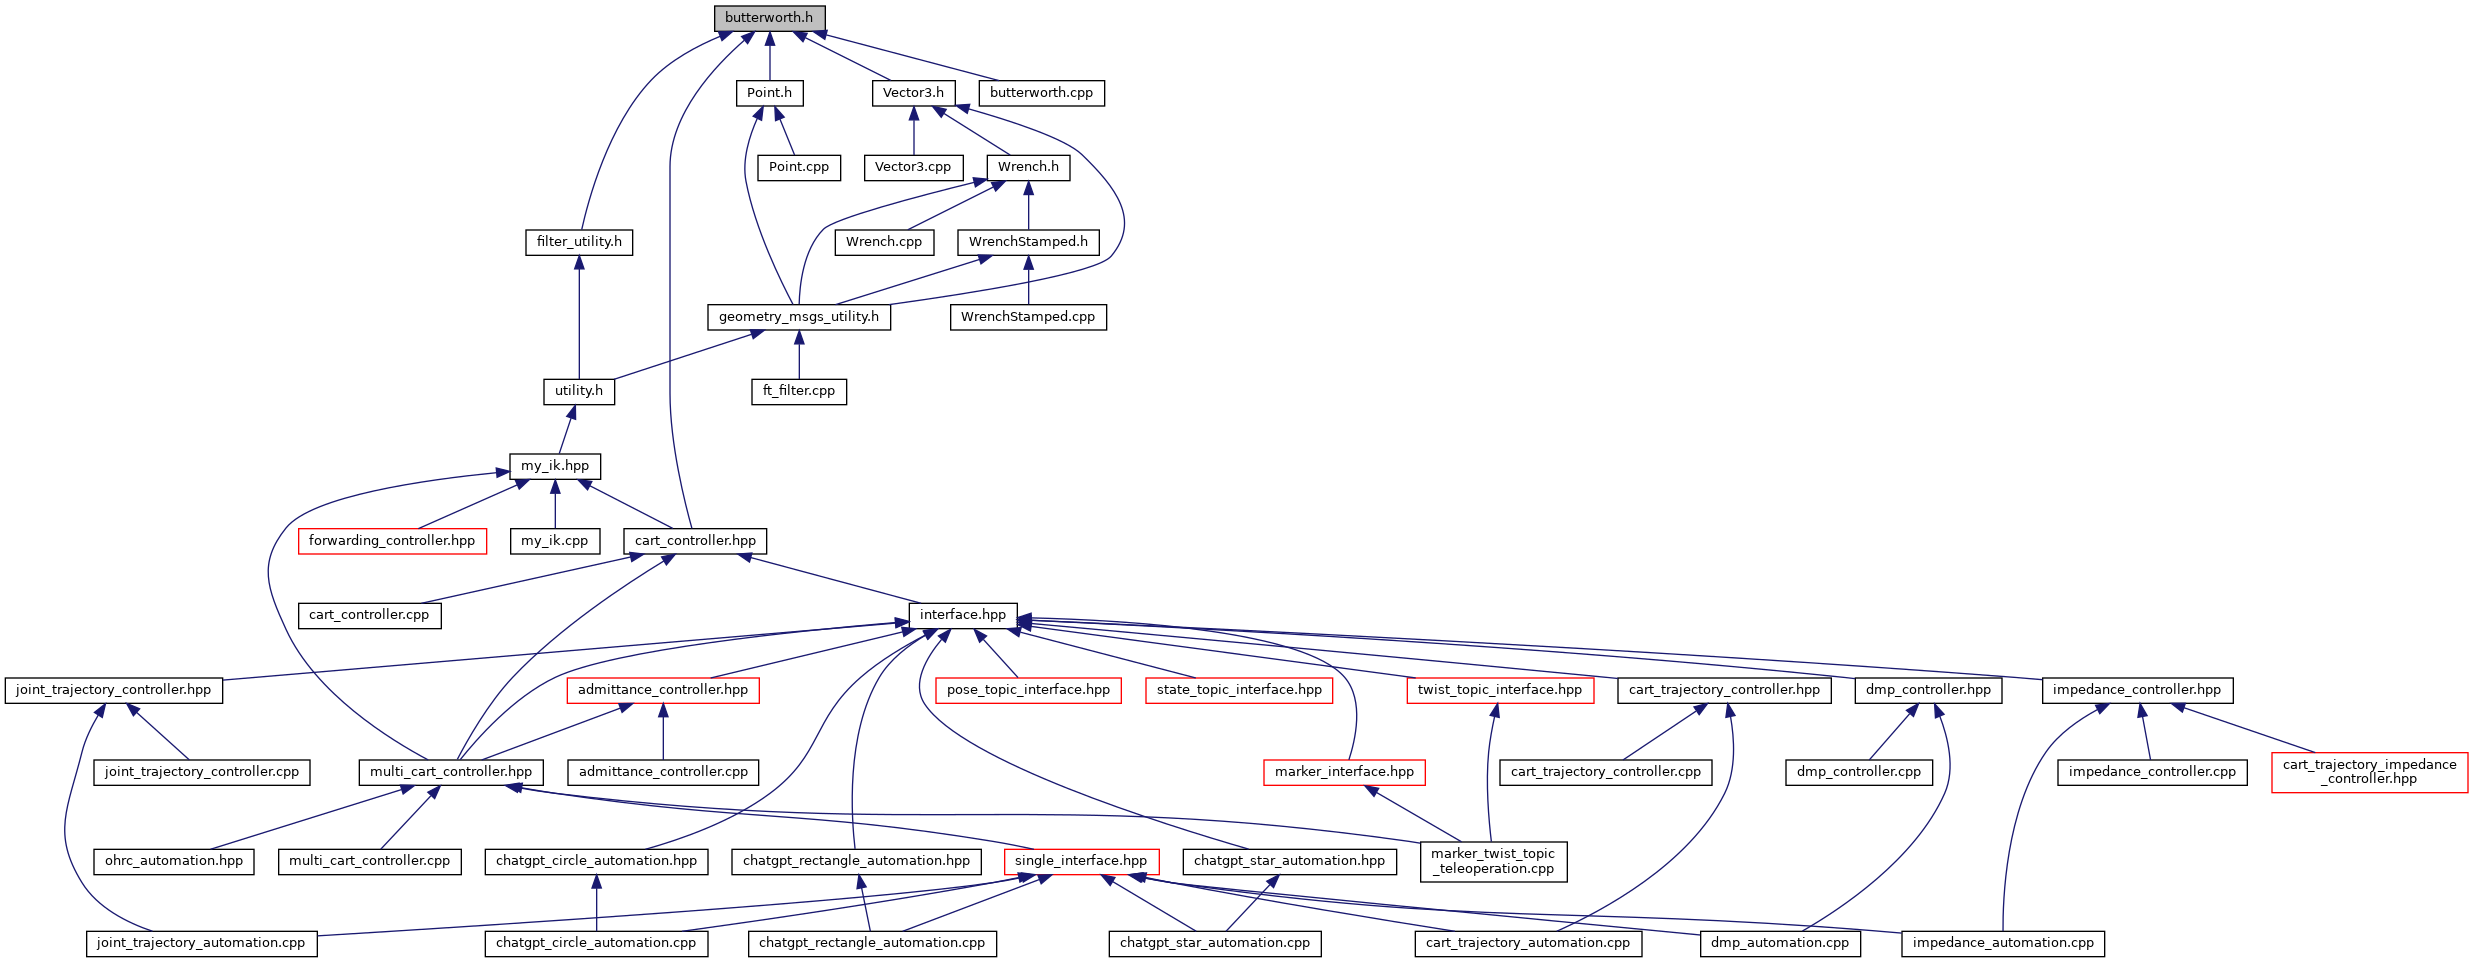 butterworth.h
Point.h
Vector3.h
butterworth.cpp
Point.cpp
Vector3.cpp
Wrench.h
filter_utility.h
Wrench.cpp
WrenchStamped.h
geometry_msgs_utility.h
WrenchStamped.cpp
utility.h
ft_filter.cpp
my_ik.hpp
forwarding_controller.hpp
my_ik.cpp
cart_controller.hpp
cart_controller.cpp
interface.hpp
joint_trajectory_controller.hpp
admittance_controller.hpp
pose_topic_interface.hpp
state_topic_interface.hpp
twist_topic_interface.hpp
cart_trajectory_controller.hpp
dmp_controller.hpp
impedance_controller.hpp
joint_trajectory_controller.cpp
multi_cart_controller.hpp
admittance_controller.cpp
marker_interface.hpp
cart_trajectory_controller.cpp
dmp_controller.cpp
impedance_controller.cpp
cart_trajectory_impedance
_controller.hpp
ohrc_automation.hpp
multi_cart_controller.cpp
chatgpt_circle_automation.hpp
chatgpt_rectangle_automation.hpp
single_interface.hpp
chatgpt_star_automation.hpp
marker_twist_topic
_teleoperation.cpp
joint_trajectory_automation.cpp
chatgpt_circle_automation.cpp
chatgpt_rectangle_automation.cpp
chatgpt_star_automation.cpp
cart_trajectory_automation.cpp
dmp_automation.cpp
impedance_automation.cpp